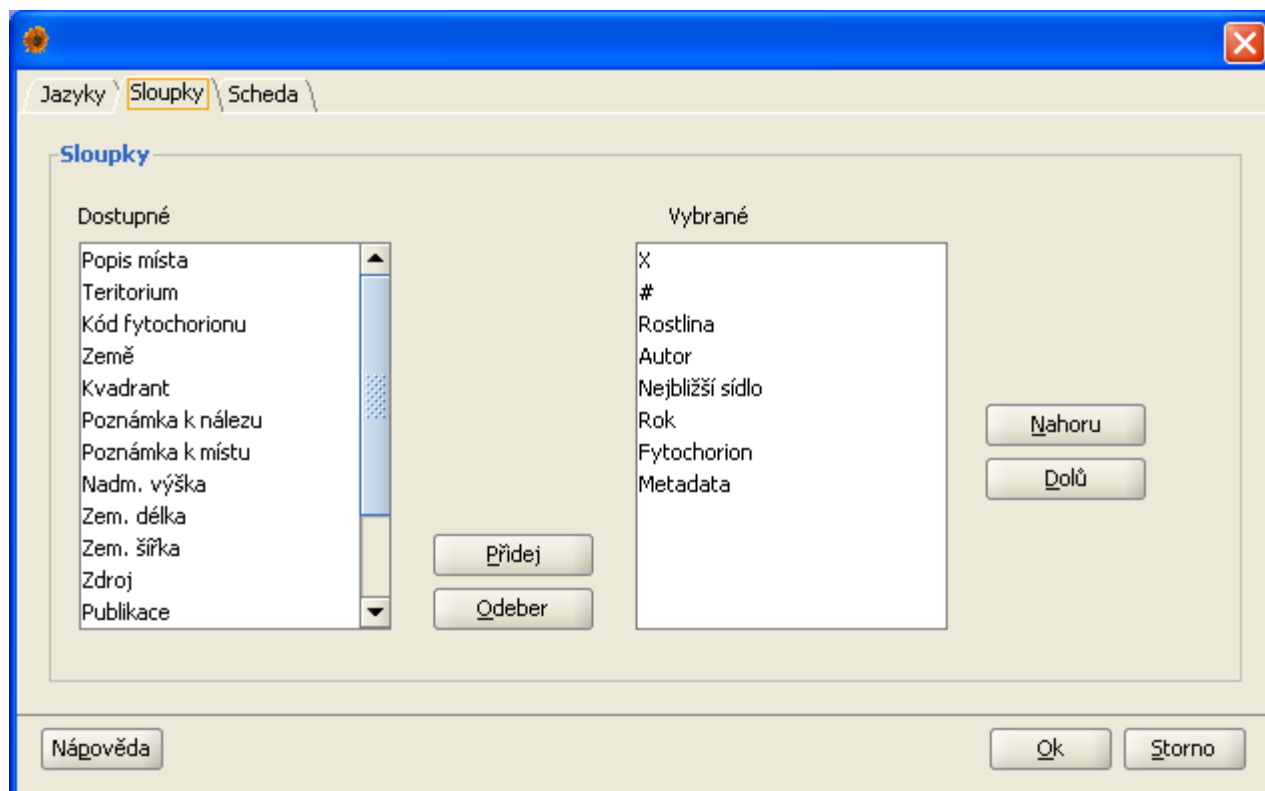 Jazyky Sloupky Scheda
Sloupky
Dostupné
Popis místa
Teritorium
Kód fytochorionu
Země
Kvadrant
Poznámka k nálezu
Poznámka k místu
Nadm. výška
Zem. délka
Zem. šířka
Zdroj
Publikace
Přidej
Odeber
Vybrané
X
#
Rostlina
Autor
Nejbližší sídlo
Rok
Fytochorion
Metadata
Nahoru
Dolů
Nápověda
Ok
Storno